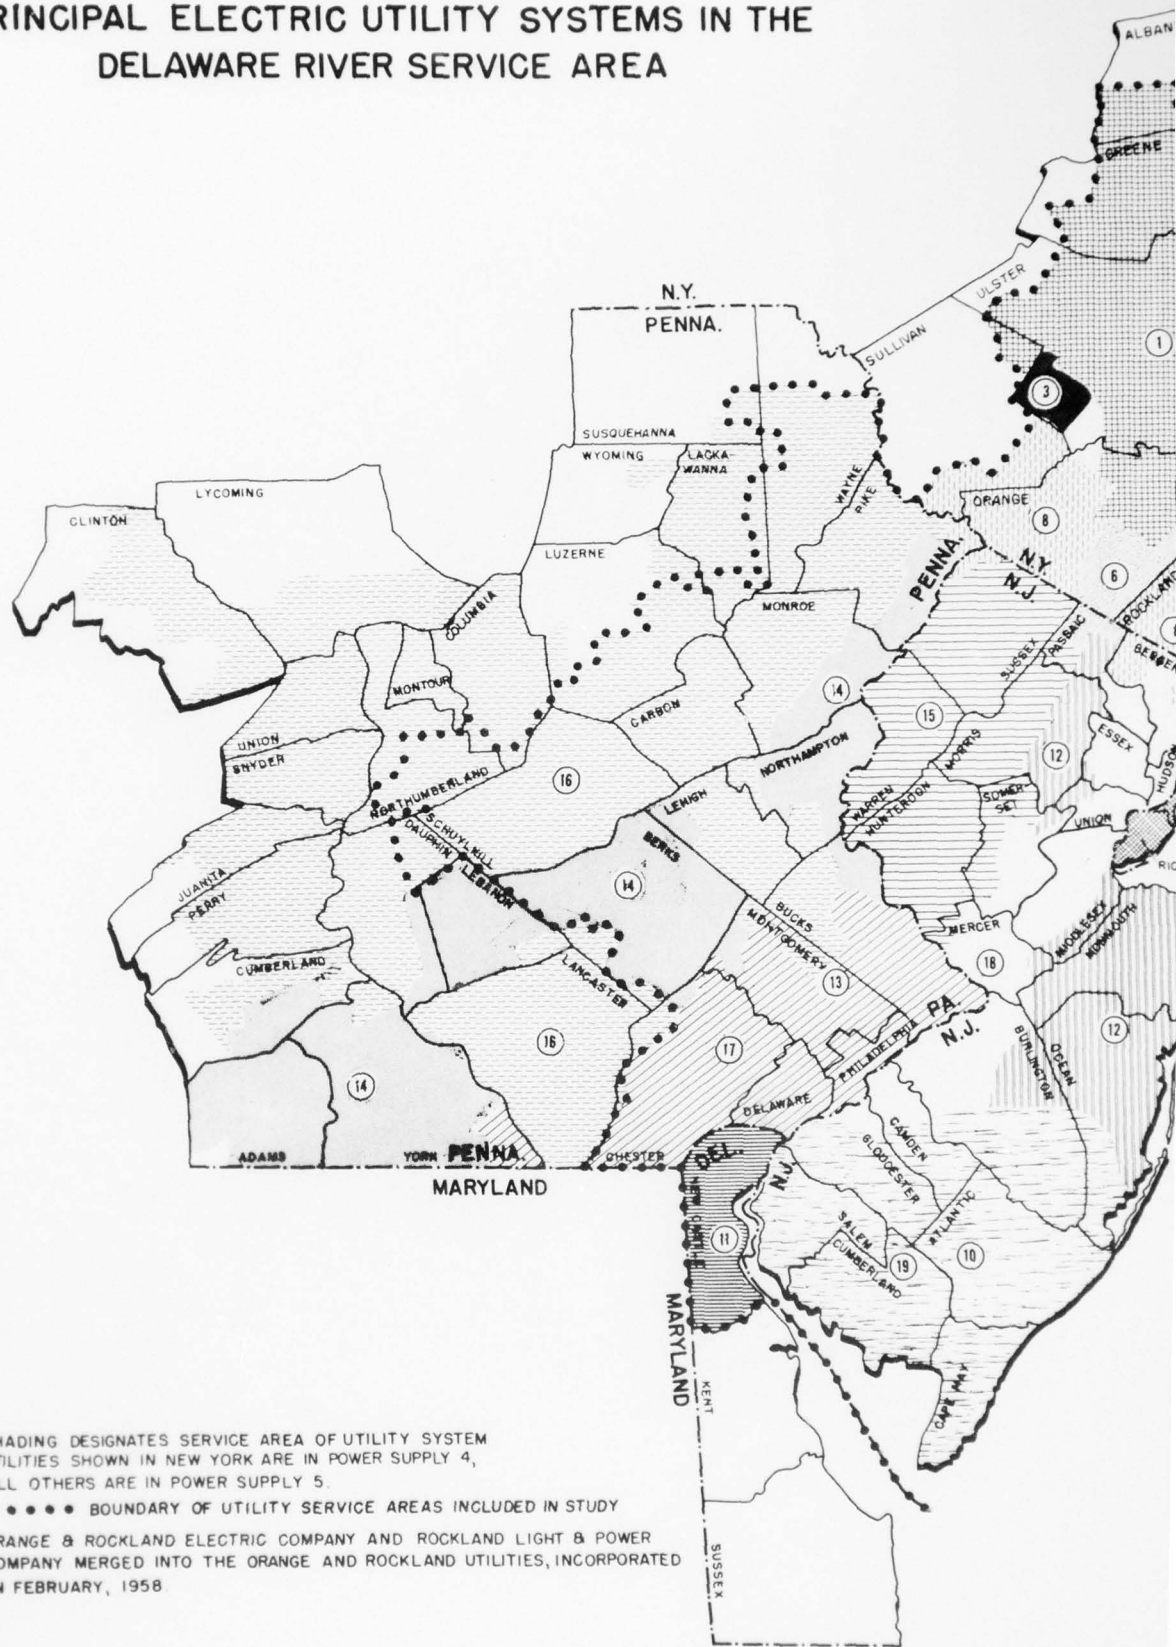 RINCIPAL ELECTRIC UTILITY SYSTEMS IN THE
DELAWARE RIVER SERVICE AREA
ALBAN
GREENE
ULSTER
N.Y.
PENNA.
SULLIVAN
1
3
SUSQUEHANNA
WYOMING
LACKA-
WANNA
WAYNE
PIKE
LYCOMING
CLINTON
ORANGE
8
LUZERNE
PENNA.
N.Y.
N.J.
6
ROCKLAND
COLUMBIA
MONROE
SUSSEX
PASSAIC
BERGEN
MONTOUR
14
15
CARBON
ESSEX
UNION
SNYDER
NORTHAMPTON
MORRIS
12
HUDSON
16
NORTHUMBERLAND
LEHIGH
WARREN
HUNTERDON
SOMER-
SET
UNION
SCHUYLKILL
DAUPHIN
LEBANON
BERKS
14
RIC
JUANITA
PERRY
BUCKS
MONTGOMERY
MERCER
MIDDLESEX
MONMOUTH
CUMBERLAND
LANCASTER
13
18
PA.
N.J.
16
17
PHILADELPHIA
BURLINGTON
OCEAN
12
14
DELAWARE
CAMDEN
GLOUCESTER
ADAMS
YORK
PENNA.
CHESTER
DEL.
N.J.
MARYLAND
NEW CASTLE
11
SALEM
CUMBERLAND
19
ATLANTIC
10
MARYLAND
KENT
CAPE MAY
HADING DESIGNATES SERVICE AREA OF UTILITY SYSTEM
TILITIES SHOWN IN NEW YORK ARE IN POWER SUPPLY 4,
LL OTHERS ARE IN POWER SUPPLY 5.
BOUNDARY OF UTILITY SERVICE AREAS INCLUDED IN STUDY
RANGE & ROCKLAND ELECTRIC COMPANY AND ROCKLAND LIGHT & POWER
OMPANY MERGED INTO THE ORANGE AND ROCKLAND UTILITIES, INCORPORATED
N FEBRUARY, 1958
SUSSEX